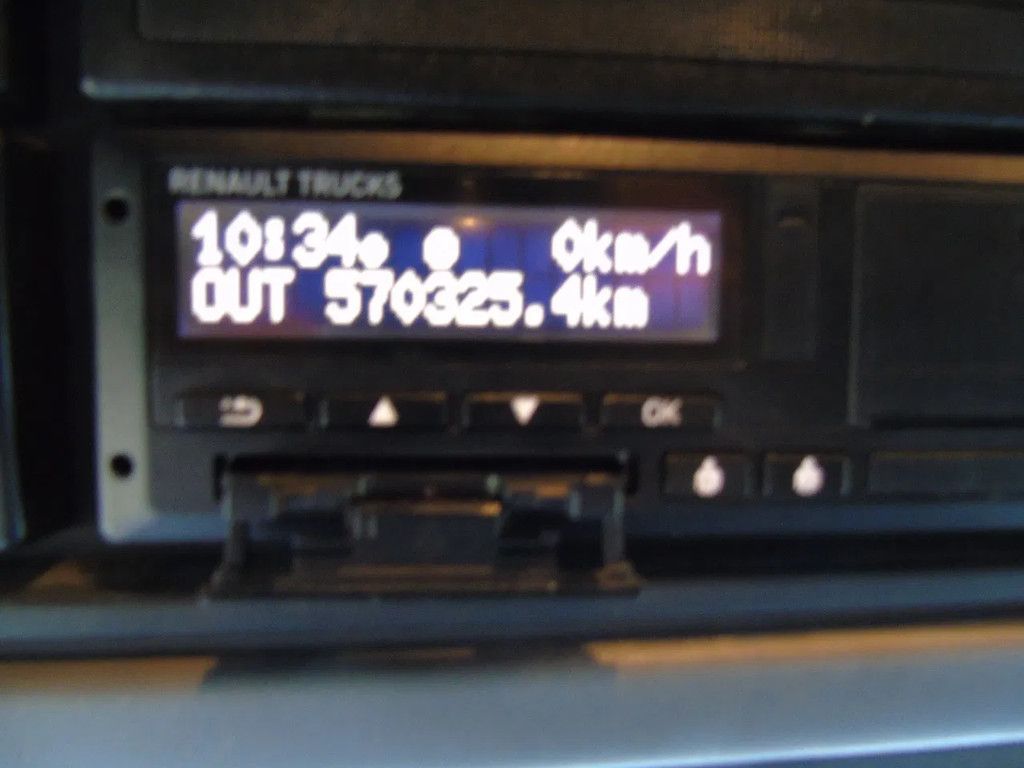 RENAULT TRUCKS
10:34 0km/h
OUT 570325.4km
OK